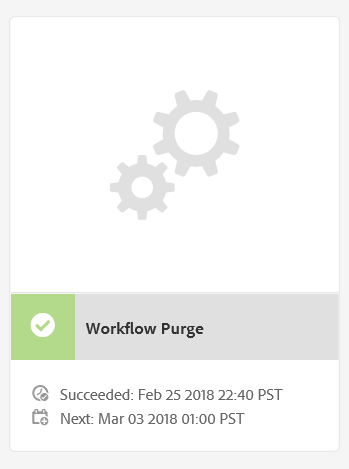 Workflow Purge
Succeeded: Feb 25 2018 22:40 PST
Next: Mar 03 2018 01:00 PST